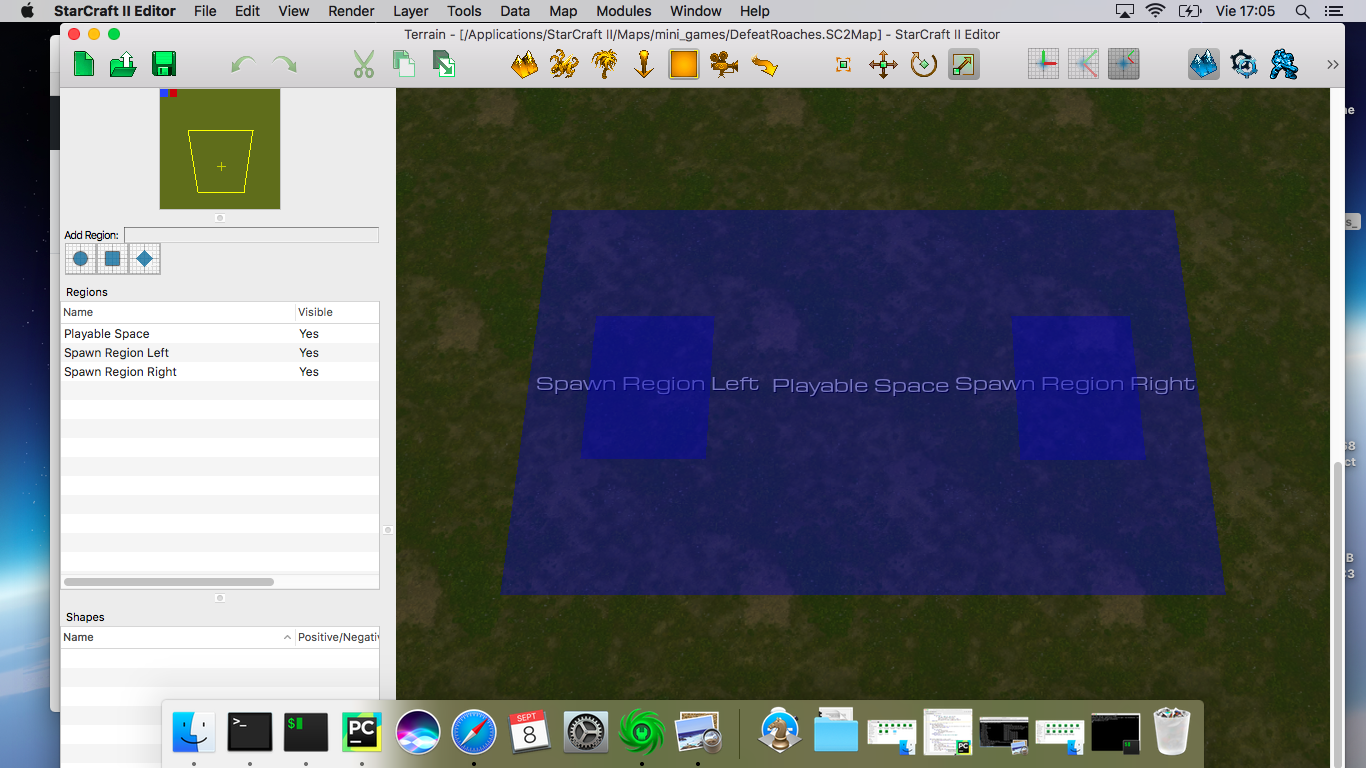 StarCraft II Editor File Edit View Render Layer Tools Data Map Modules Window Help Vie 17:05
Terrain - [/Applications/StarCraft II/Maps/mini_games/DefeatRoaches.SC2Map] - StarCraft II Editor
Add Region:
Regions
Name Visible
Playable Space Yes
Spawn Region Left Yes
Spawn Region Right Yes
Spawn Region Left Playable Space Spawn Region Right
Shapes
Name Positive/Negativ
>_ $ PC SEPT
8